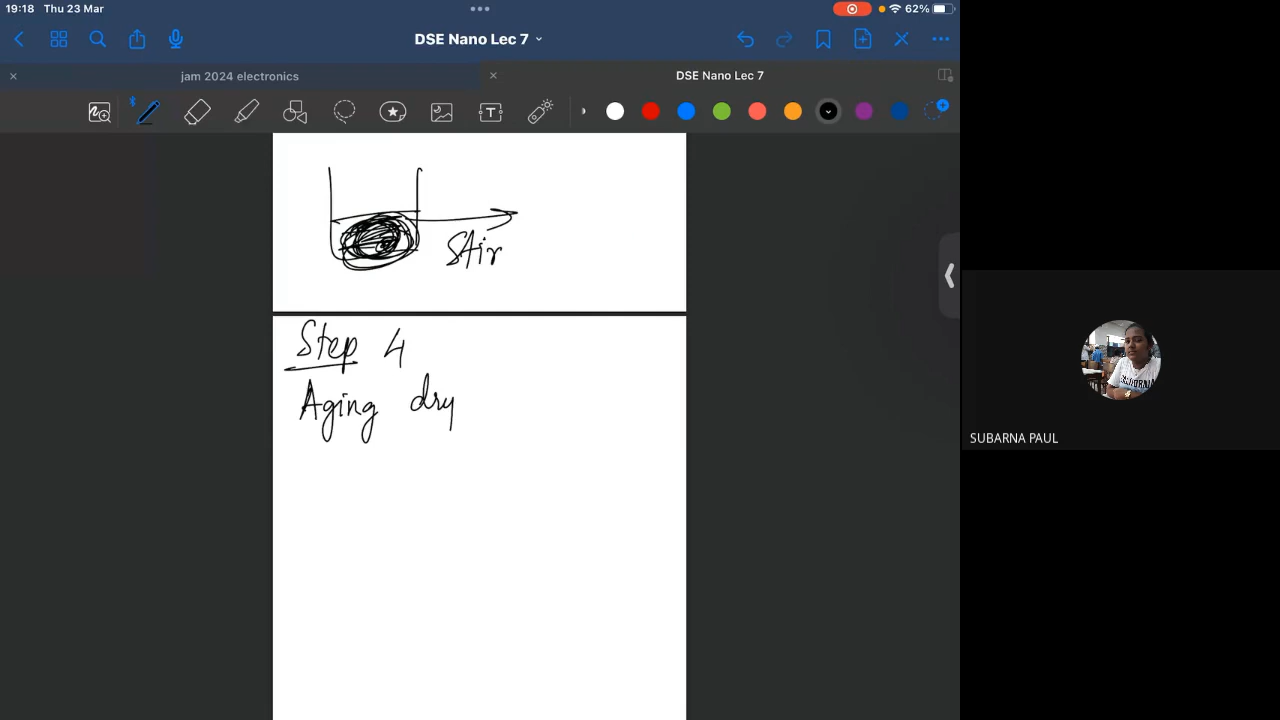 19:18 Thu 23 Mar
62%
DSE Nano Lec 7
jam 2024 electronics
DSE Nano Lec 7
T
Stir
Step 4
Aging dry
CALIFORNIA
SUBARNA PAUL